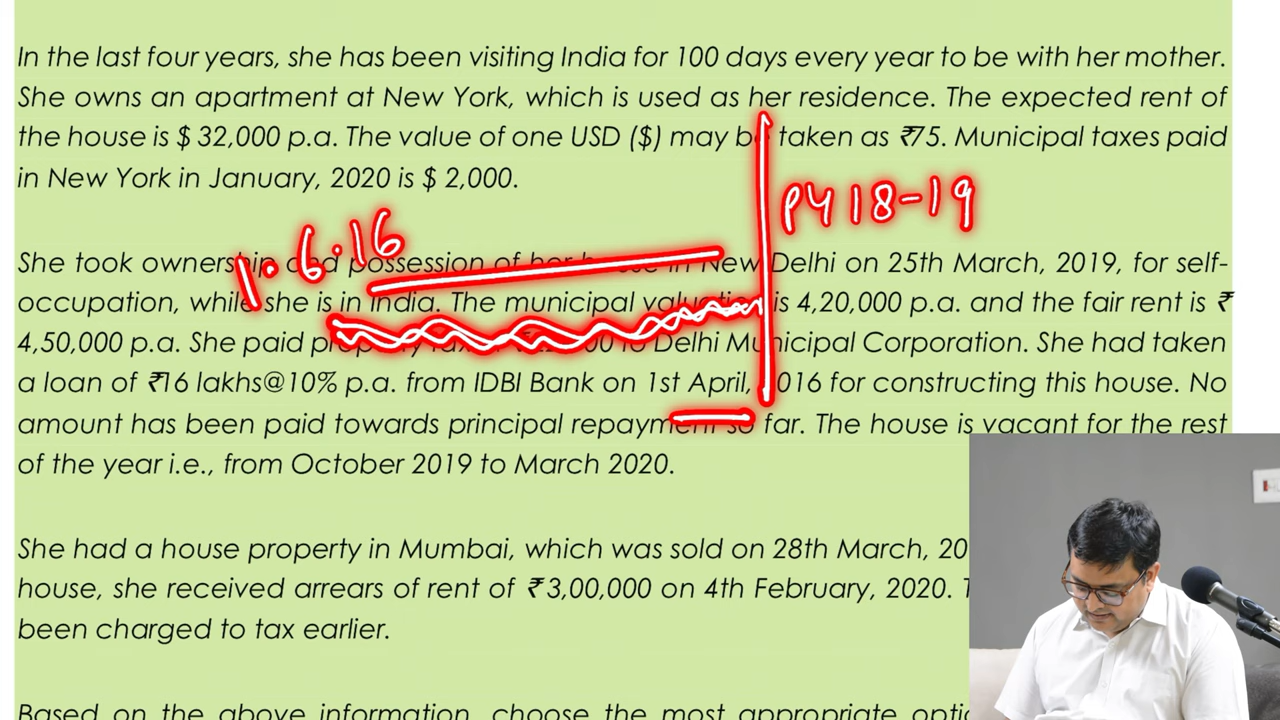 In the last four years, she has been visiting India for 100 days every year to be with her mother.
She owns an apartment at New York, which is used as her residence. The expected rent of
the house is $ 32,000 p.a. The value of one USD ($) may be taken as ₹75. Municipal taxes paid
in New York in January, 2020 is $ 2,000.
PY 18-19
1.6.16
She took ownership and possession of her house in New Delhi on 25th March, 2019, for self-
occupation, while she is in India. The municipal valuation is 4,20,000 p.a. and the fair rent is ₹
4,50,000 p.a. She paid property tax Delhi Municipal Corporation. She had taken
a loan of ₹16 lakhs@10% p.a. from IDBI Bank on 1st April, 2016 for constructing this house. No
amount has been paid towards principal repayment so far. The house is vacant for the rest
of the year i.e., from October 2019 to March 2020.
She had a house property in Mumbai, which was sold on 28th March, 20
house, she received arrears of rent of ₹3,00,000 on 4th February, 2020. T
been charged to tax earlier.
Based on the above information, choose the most appropriate optio